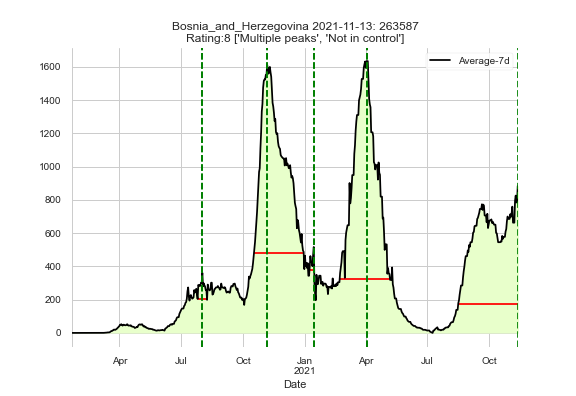 Bosnia_and_Herzegovina 2021-11-13: 263587
Rating:8 ['Multiple peaks', 'Not in control']
Average-7d
1600
1400
1200
1000
800
600
400
200
0
Apr Jul Oct Jan Apr Jul Oct
2021
Date